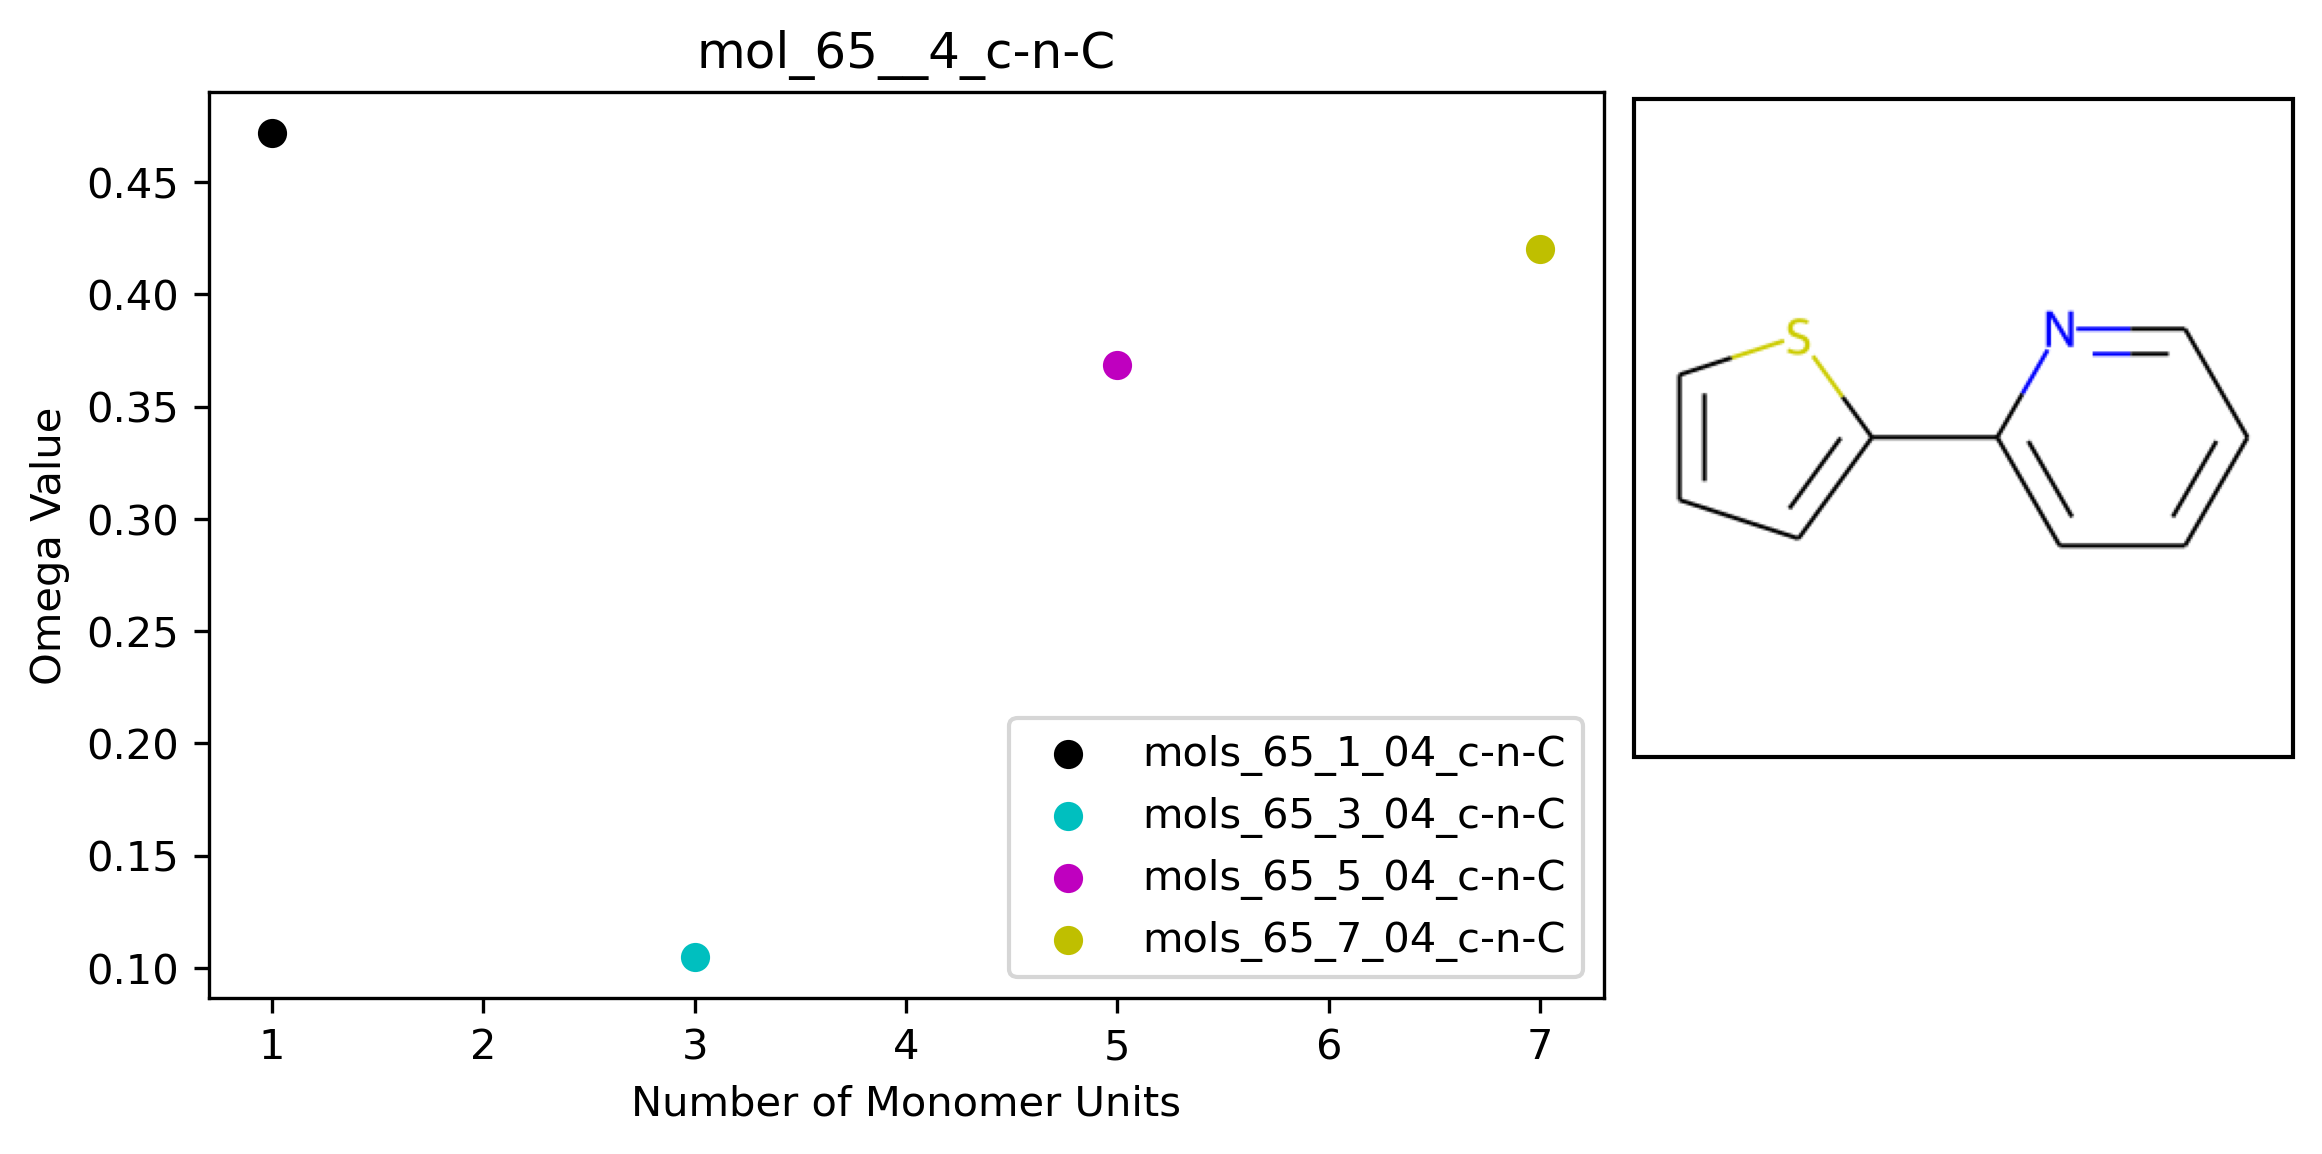 mol_65__4_c-n-C
Omega Value
0.45
0.40
0.35
0.30
0.25
0.20
0.15
0.10
1 2 3 4 5 6 7
Number of Monomer Units
mols_65_1_04_c-n-C
mols_65_3_04_c-n-C
mols_65_5_04_c-n-C
mols_65_7_04_c-n-C
S
N